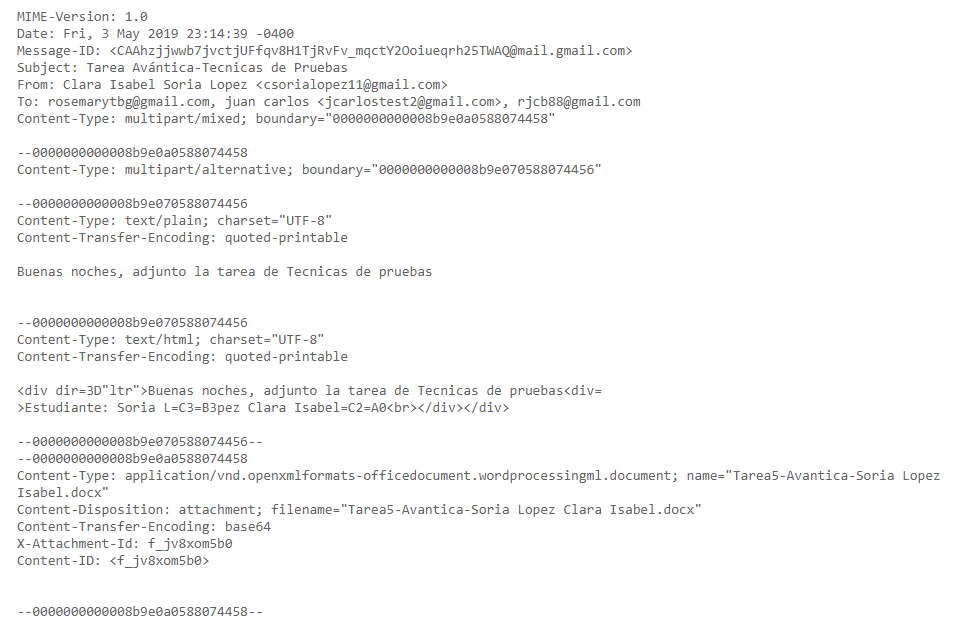 MIME-Version: 1.0
Date: Fri, 3 May 2019 23:14:39 -0400
Message-ID: <CAAhzjjwwb7jvctjUFfqv8H1TjRvFv_mqctY2Ooiueqrh25TWAQ@mail.gmail.com>
Subject: Tarea Avántica-Tecnicas de Pruebas
From: Clara Isabel Soria Lopez <csorialopez11@gmail.com>
To: rosemarytbg@gmail.com, juan carlos <jcarlostest2@gmail.com>, rjcb88@gmail.com
Content-Type: multipart/mixed; boundary="0000000000008b9e0a0588074458"

--0000000000008b9e0a0588074458
Content-Type: multipart/alternative; boundary="0000000000008b9e070588074456"

--0000000000008b9e070588074456
Content-Type: text/plain; charset="UTF-8"
Content-Transfer-Encoding: quoted-printable

Buenas noches, adjunto la tarea de Tecnicas de pruebas

--0000000000008b9e070588074456
Content-Type: text/html; charset="UTF-8"
Content-Transfer-Encoding: quoted-printable

<div dir=3D"ltr">Buenas noches, adjunto la tarea de Tecnicas de pruebas<div=
>Estudiante: Soria L=C3=B3pez Clara Isabel=C2=A0<br></div></div>

--0000000000008b9e070588074456--
--0000000000008b9e0a0588074458
Content-Type: application/vnd.openxmlformats-officedocument.wordprocessingml.document; name="Tarea5-Avantica-Soria Lopez
Isabel.docx"
Content-Disposition: attachment; filename="Tarea5-Avantica-Soria Lopez Clara Isabel.docx"
Content-Transfer-Encoding: base64
X-Attachment-Id: f_jv8xom5b0
Content-ID: <f_jv8xom5b0>

--0000000000008b9e0a0588074458--